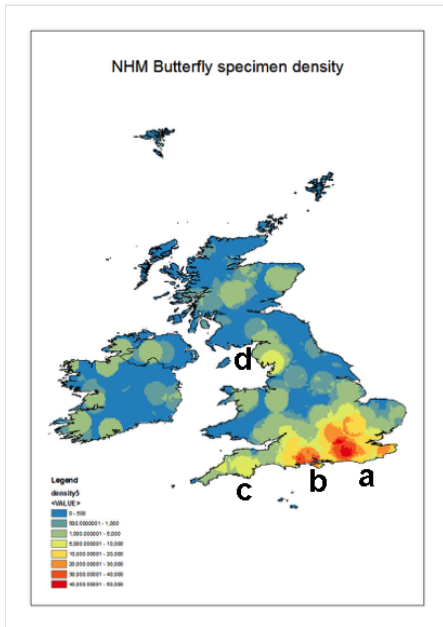 NHM Butterfly specimen density
d
a
b
c
Legend
density5
<VALUE>
0 - 500
500.0000001 - 1,000
1,000.000001 - 5,000
5,000.000001 - 10,000
10,000.00001 - 20,000
20,000.00001 - 30,000
30,000.00001 - 40,000
40,000.00001 - 50,000